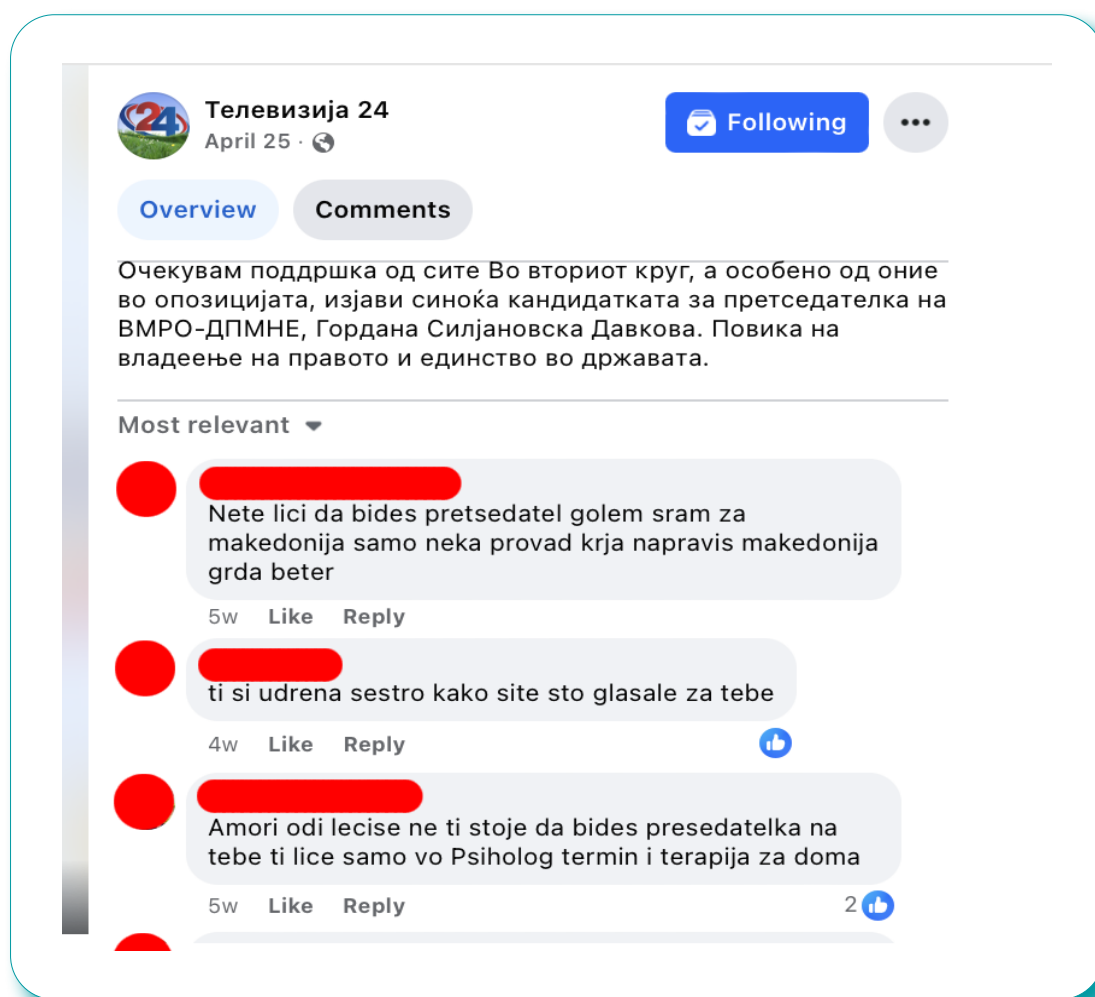 24
Телевизија 24
April 25 ·
Following
Overview
Comments
Очекувам поддршка од сите Во вториот круг, а особено од оние
во опозицијата, изјави синоќа кандидатката за претседателка на
ВМРО-ДПМНЕ, Гордана Силјановска Давкова. Повика на
владеење на правото и единство во државата.
Most relevant
Nete lici da bides pretsedatel golem sram za
makedonija samo neka provad krja napravis makedonija
grda beter
5w Like Reply
ti si udrena sestro kako site sto glasale za tebe
4w Like Reply
Amori odi lecise ne ti stoje da bides presedatelka na
tebe ti lice samo vo Psiholog termin i terapija za doma
5w Like Reply 2